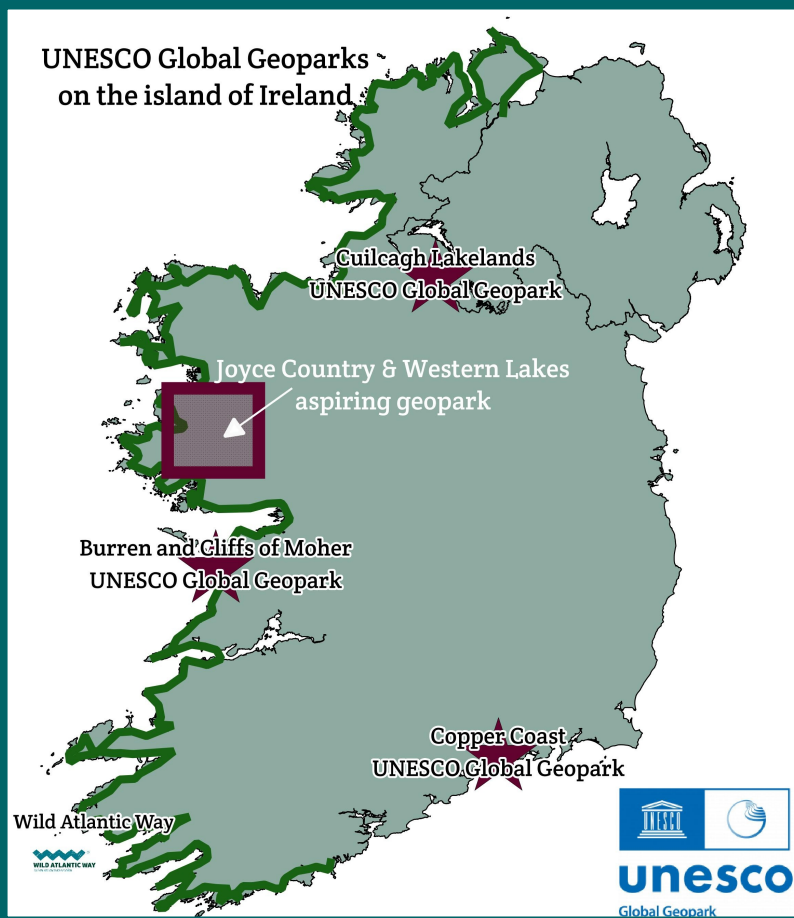 UNESCO Global Geoparks
on the island of Ireland
Cuilcagh Lakelands
UNESCO Global Geopark
Joyce Country & Western Lakes
aspiring geopark
Burren and Cliffs of Moher
UNESCO Global Geopark
Copper Coast
UNESCO Global Geopark
Wild Atlantic Way
WILD ATLANTIC WAY
UNESCO
unesco
Global Geopark